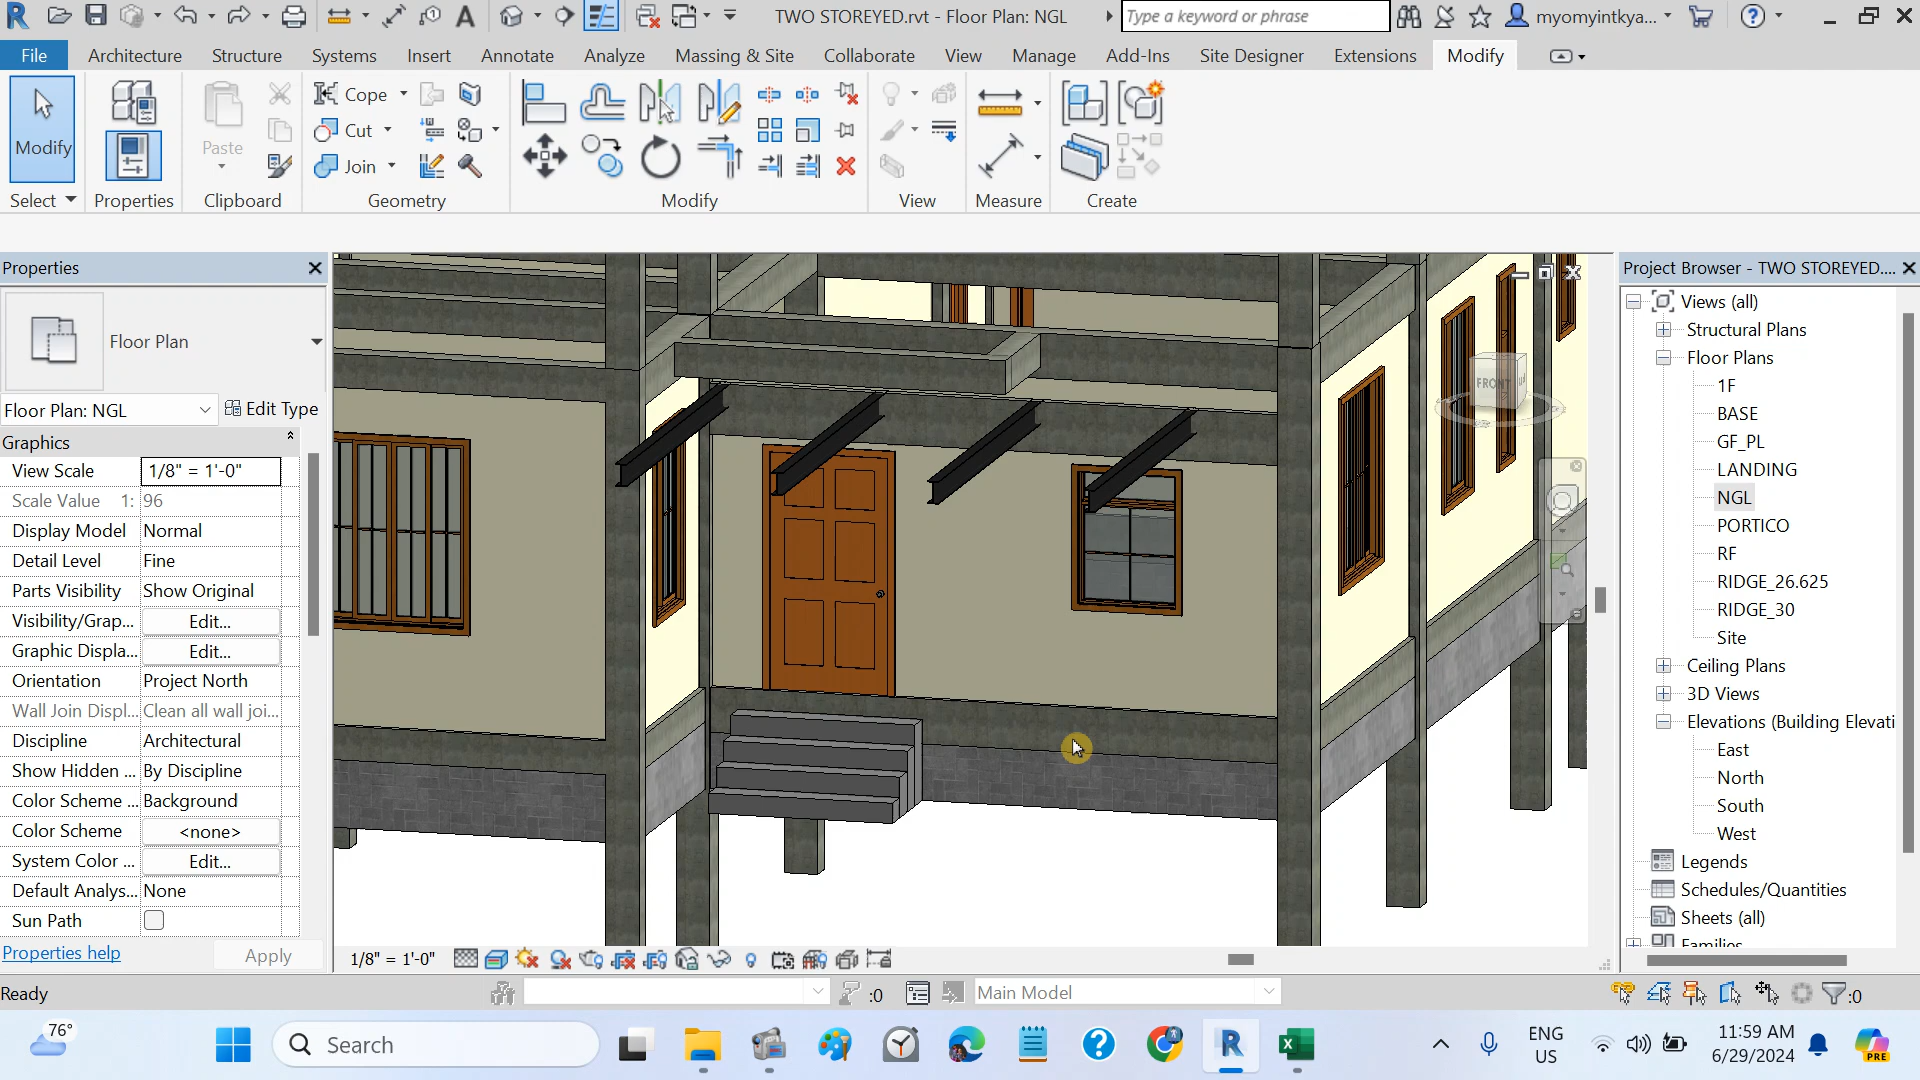 TWO STOREYED.rvt - Floor Plan: NGL
Type a keyword or phrase
myomyintkya...
File
Architecture
Structure
Systems
Insert
Annotate
Analyze
Massing & Site
Collaborate
View
Manage
Add-Ins
Site Designer
Extensions
Modify
Modify
Paste
Cope
Cut
Join
Select
Properties
Clipboard
Geometry
Modify
View
Measure
Create
Properties
Floor Plan
Floor Plan: NGL
Edit Type
Graphics
View Scale 1/8" = 1'-0"
Scale Value 1: 96
Display Model Normal
Detail Level Fine
Parts Visibility Show Original
Visibility/Grap... Edit...
Graphic Displa... Edit...
Orientation Project North
Wall Join Displ... Clean all wall joi...
Discipline Architectural
Show Hidden ... By Discipline
Color Scheme ... Background
Color Scheme <none>
System Color ... Edit...
Default Analys... None
Sun Path
Properties help
Apply
FRONT
Project Browser - TWO STOREYED....
Views (all)
Structural Plans
Floor Plans
1F
BASE
GF_PL
LANDING
NGL
PORTICO
RF
RIDGE_26.625
RIDGE_30
Site
Ceiling Plans
3D Views
Elevations (Building Elevati
East
North
South
West
Legends
Schedules/Quantities
Sheets (all)
Families
1/8" = 1'-0"
Ready
:0
Main Model
:0
76°
Search
ENG
US
11:59 AM
6/29/2024
PRE